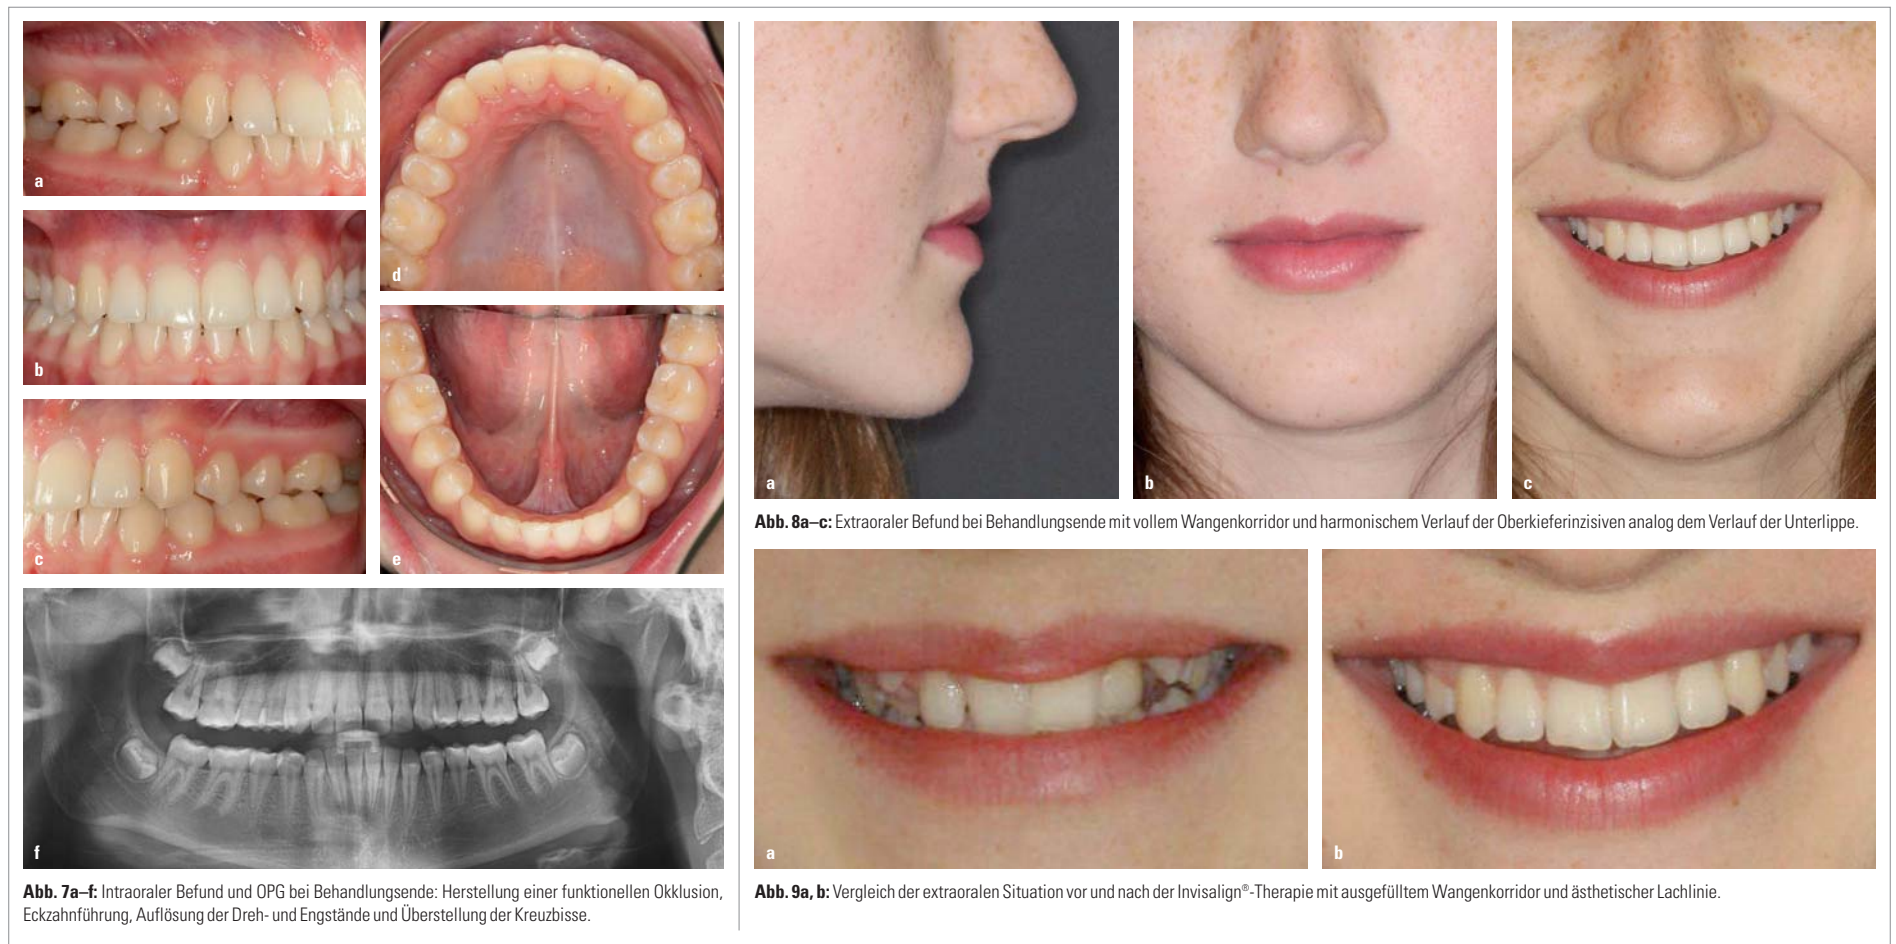 a
b
c
d
e
f
Abb. 7a–f: Intraoraler Befund und OPG bei Behandlungsende: Herstellung einer funktionellen Okklusion,
Eckzahnführung, Auflösung der Dreh- und Engstände und Überstellung der Kreuzbisse.
a
b
c
Abb. 8a–c: Extraoraler Befund bei Behandlungsende mit vollem Wangenkorridor und harmonischem Verlauf der Oberkieferinzisiven analog dem Verlauf der Unterlippe.
a
b
Abb. 9a, b: Vergleich der extraoralen Situation vor und nach der Invisalign®-Therapie mit ausgefülltem Wangenkorridor und ästhetischer Lachlinie.